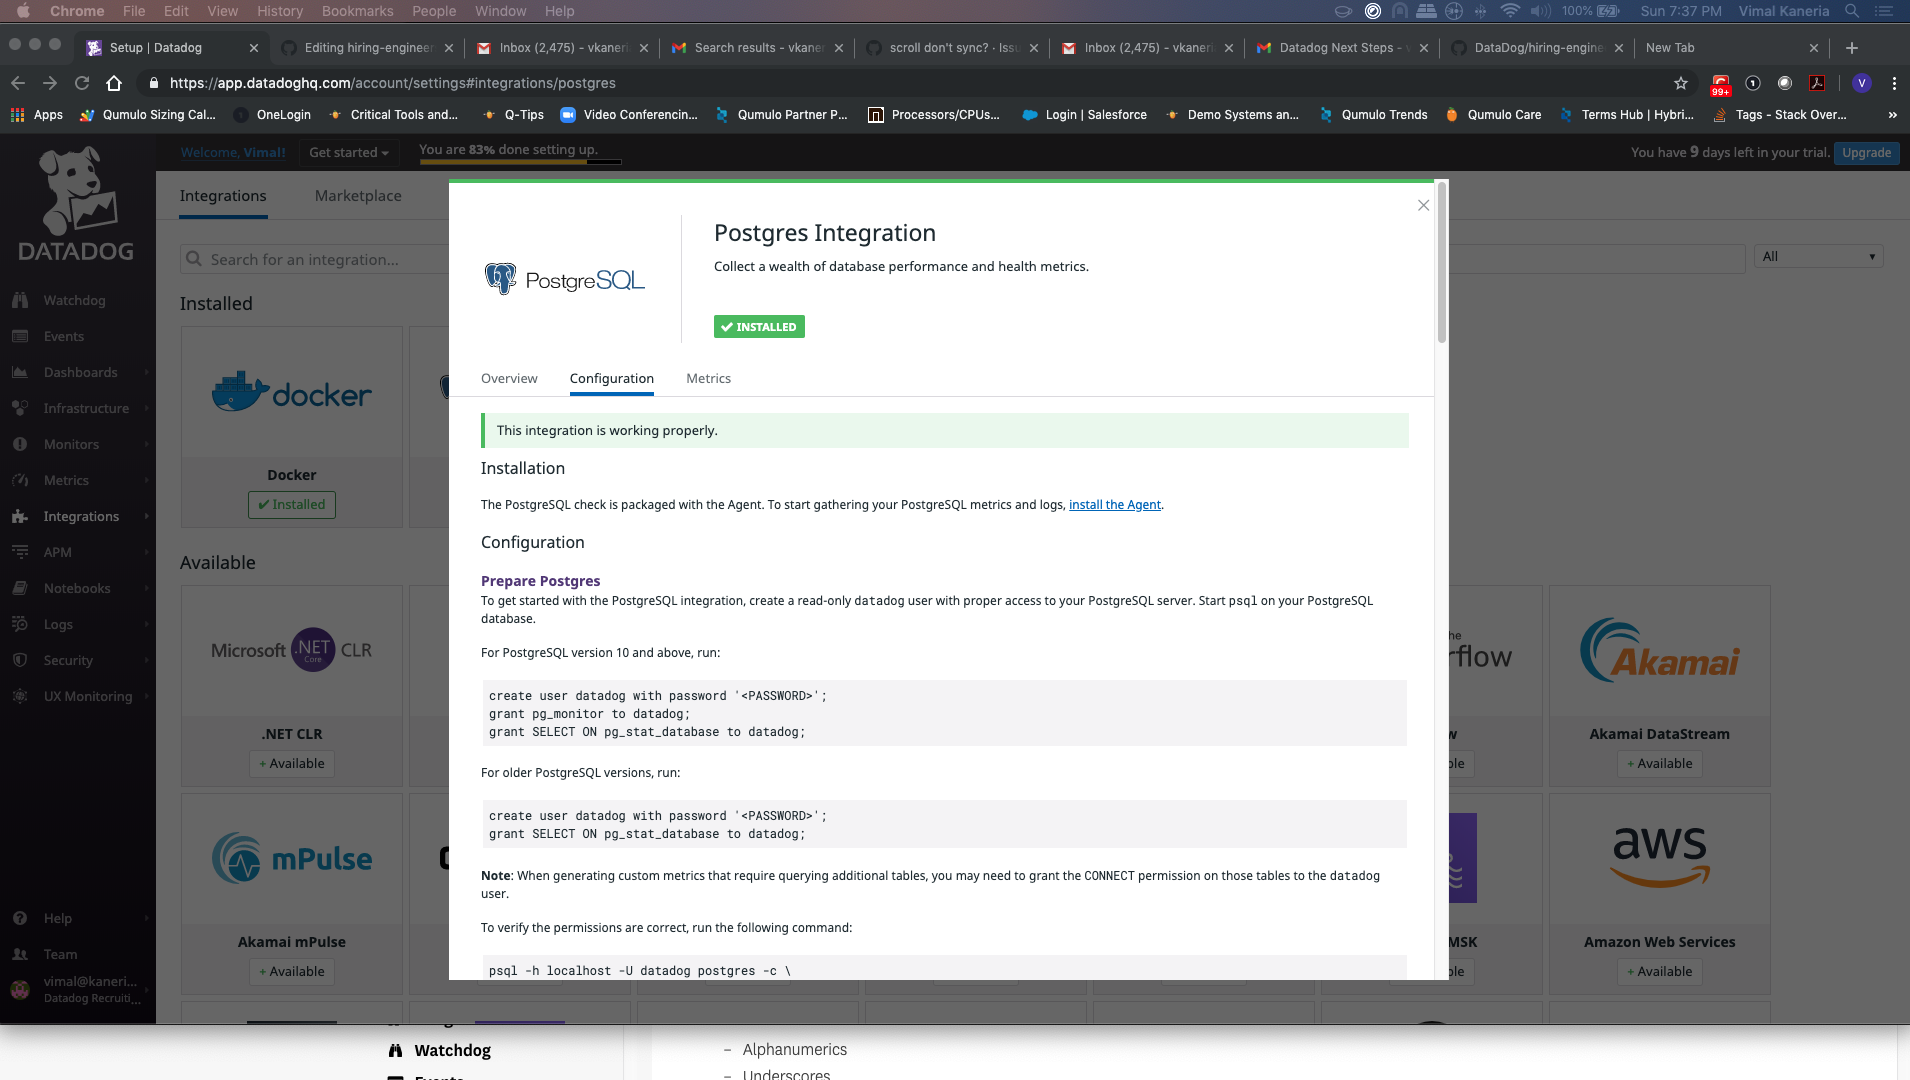 Chrome File Edit View History Bookmarks People Window Help 100% Sun 7:37 PM Vimal Kaneria
Setup | Datadog
Editing hiring-engineer
Inbox (2,475) - vkaneri
Search results - vkaner
scroll don't sync? · Issu
Inbox (2,475) - vkaneri
Datadog Next Steps -
DataDog/hiring-engine
New Tab
https://app.datadoghq.com/account/settings#integrations/postgres
99+
V
Apps
Qumulo Sizing Cal...
OneLogin
Critical Tools and...
Q-Tips
Video Conferencin...
Qumulo Partner P...
Processors/CPUs...
Login | Salesforce
Demo Systems an...
Qumulo Trends
Qumulo Care
Terms Hub | Hybri...
Tags - Stack Over...
»
DATADOG
Welcome, Vimal!
Get started
You are 83% done setting up.
You have 9 days left in your trial.
Upgrade
Watchdog
Events
Dashboards
Infrastructure
Monitors
Metrics
Integrations
APM
Notebooks
Logs
Security
UX Monitoring
Help
Team
vimal@kaneri...
Datadog Recruiti...
Integrations
Marketplace
Search for an integration...
All
Installed
docker
Docker
✔ Installed
Available
Microsoft .NET Core CLR
.NET CLR
+ Available
mPulse
Akamai mPulse
+ Available
Postgres Integration
Collect a wealth of database performance and health metrics.
PostgreSQL
✔ INSTALLED
Overview
Configuration
Metrics
This integration is working properly.
Installation
The PostgreSQL check is packaged with the Agent. To start gathering your PostgreSQL metrics and logs, install the Agent.
Configuration
Prepare Postgres
To get started with the PostgreSQL integration, create a read-only datadog user with proper access to your PostgreSQL server. Start psql on your PostgreSQL
database.
For PostgreSQL version 10 and above, run:
create user datadog with password '<PASSWORD>';
grant pg_monitor to datadog;
grant SELECT ON pg_stat_database to datadog;
For older PostgreSQL versions, run:
create user datadog with password '<PASSWORD>';
grant SELECT ON pg_stat_database to datadog;
Note: When generating custom metrics that require querying additional tables, you may need to grant the CONNECT permission on those tables to the datadog
user.
To verify the permissions are correct, run the following command:
psql -h localhost -U datadog postgres -c \
he
rflow
w
ble
Akamai
Akamai DataStream
+ Available
MSK
ble
aws
Amazon Web Services
+ Available
Watchdog
Events
– Alphanumerics
– Underscores